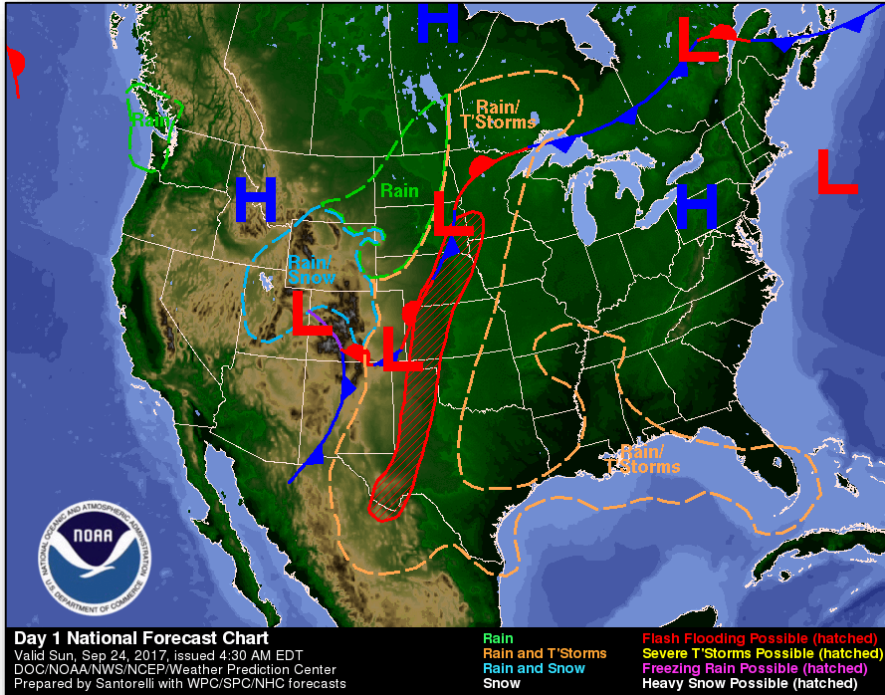 H
L
Rain/
T'Storms
Rain
H
Rain
L
H
L
Rain/
Snow
L
L
Rain/
T'Storms
NATIONAL OCEANIC AND ATMOSPHERIC ADMINISTRATION
NOAA
U.S. DEPARTMENT OF COMMERCE
Day 1 National Forecast Chart
Valid Sun, Sep 24, 2017, issued 4:30 AM EDT
DOC/NOAA/NWS/NCEP/Weather Prediction Center
Prepared by Santorelli with WPC/SPC/NHC forecasts
Rain
Rain and T'Storms
Rain and Snow
Snow
Flash Flooding Possible (hatched)
Severe T'Storms Possible (hatched)
Freezing Rain Possible (hatched)
Heavy Snow Possible (hatched)